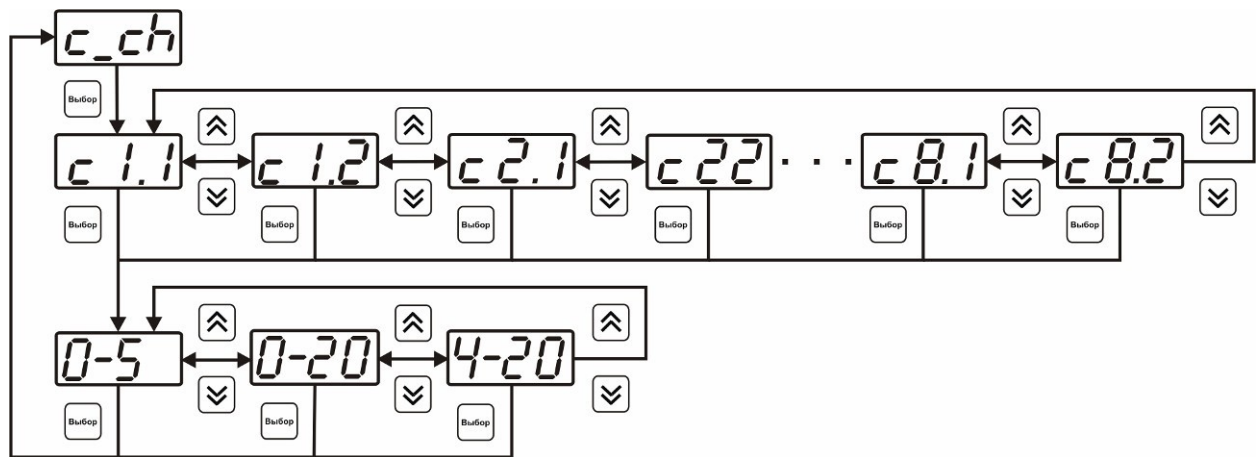 c_ch
Выбор
c 1.1 c 1.2 c 2.1 c 22 . . . c 8.1 c 8.2
Выбор Выбор Выбор Выбор Выбор Выбор
0-5 0-20 4-20
Выбор Выбор Выбор